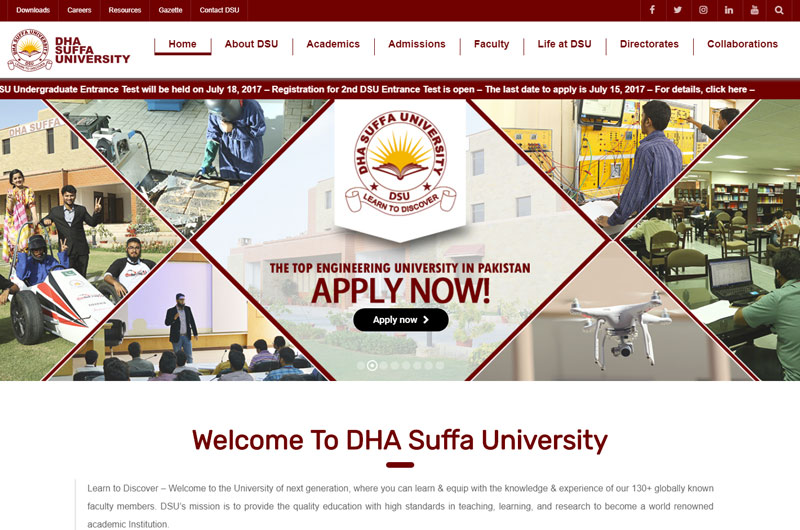 Downloads Careers Resources Gazette Contact DSU
DHA
SUFFA
UNIVERSITY
Home About DSU Academics Admissions Faculty Life at DSU Directorates Collaborations
SU Undergraduate Entrance Test will be held on July 18, 2017 – Registration for 2nd DSU Entrance Test is open – The last date to apply is July 15, 2017 – For details, click here –
DHA SUFFA
DHA SUFFA UNIVERSITY
DSU
LEARN TO DISCOVER
THE TOP ENGINEERING UNIVERSITY IN PAKISTAN
APPLY NOW!
Apply now
Welcome To DHA Suffa University
Learn to Discover – Welcome to the University of next generation, where you can learn & equip with the knowledge & experience of our 130+ globally known
faculty members. DSU's mission is to provide the quality education with high standards in teaching, learning, and research to become a world renowned
academic Institution.